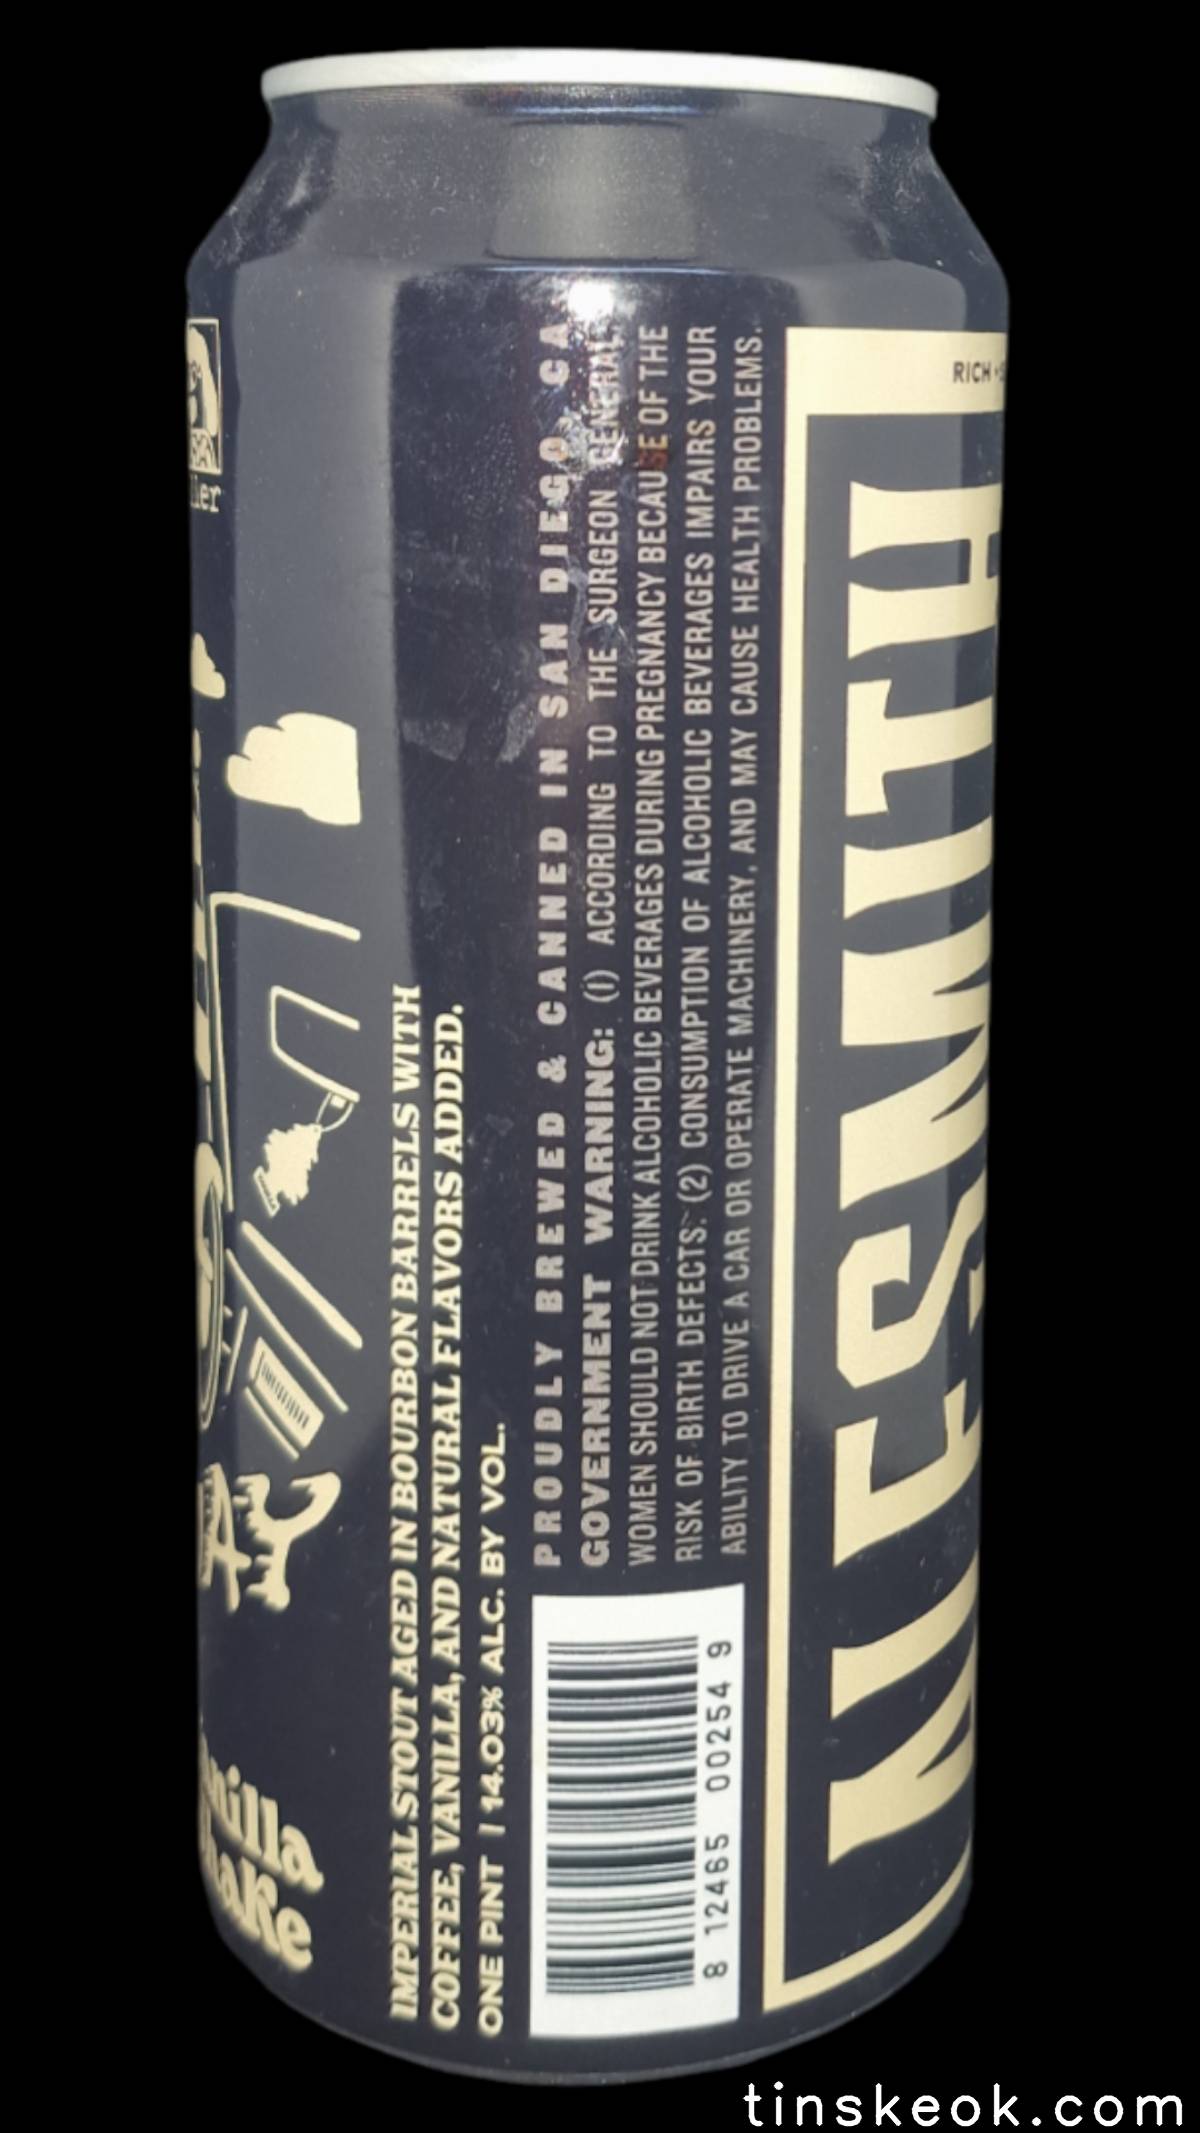 ller
nilla
hake
IMPERIAL STOUT AGED IN BOURBON BARRELS WITH
COFFEE, VANILLA, AND NATURAL FLAVORS ADDED.
ONE PINT | 14.03% ALC. BY VOL.
PROUDLY BREWED & CANNED IN SAN DIEGO, CA
GOVERNMENT WARNING: (1) ACCORDING TO THE SURGEON GENERAL,
WOMEN SHOULD NOT DRINK ALCOHOLIC BEVERAGES DURING PREGNANCY BECAUSE OF THE
RISK OF BIRTH DEFECTS. (2) CONSUMPTION OF ALCOHOLIC BEVERAGES IMPAIRS YOUR
ABILITY TO DRIVE A CAR OR OPERATE MACHINERY, AND MAY CAUSE HEALTH PROBLEMS.
8 12465 00254 9
ALESMITH
RICH
tinskeok.com